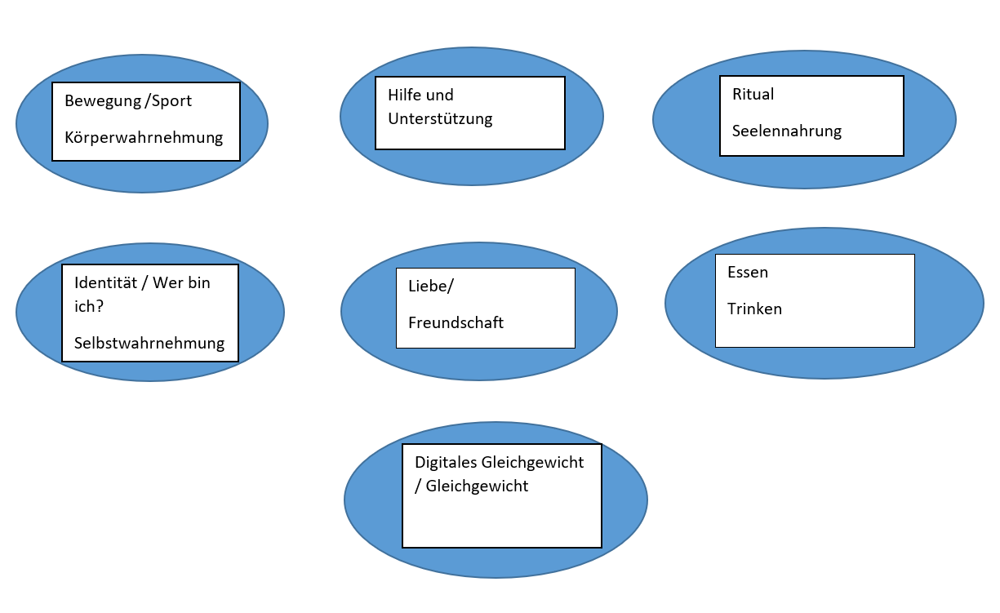 Bewegung /Sport
Körperwahrnehmung
Hilfe und
Unterstützung
Ritual
Seelennahrung
Identität / Wer bin
ich?
Selbstwahrnehmung
Liebe/
Freundschaft
Essen
Trinken
Digitales Gleichgewicht
/ Gleichgewicht